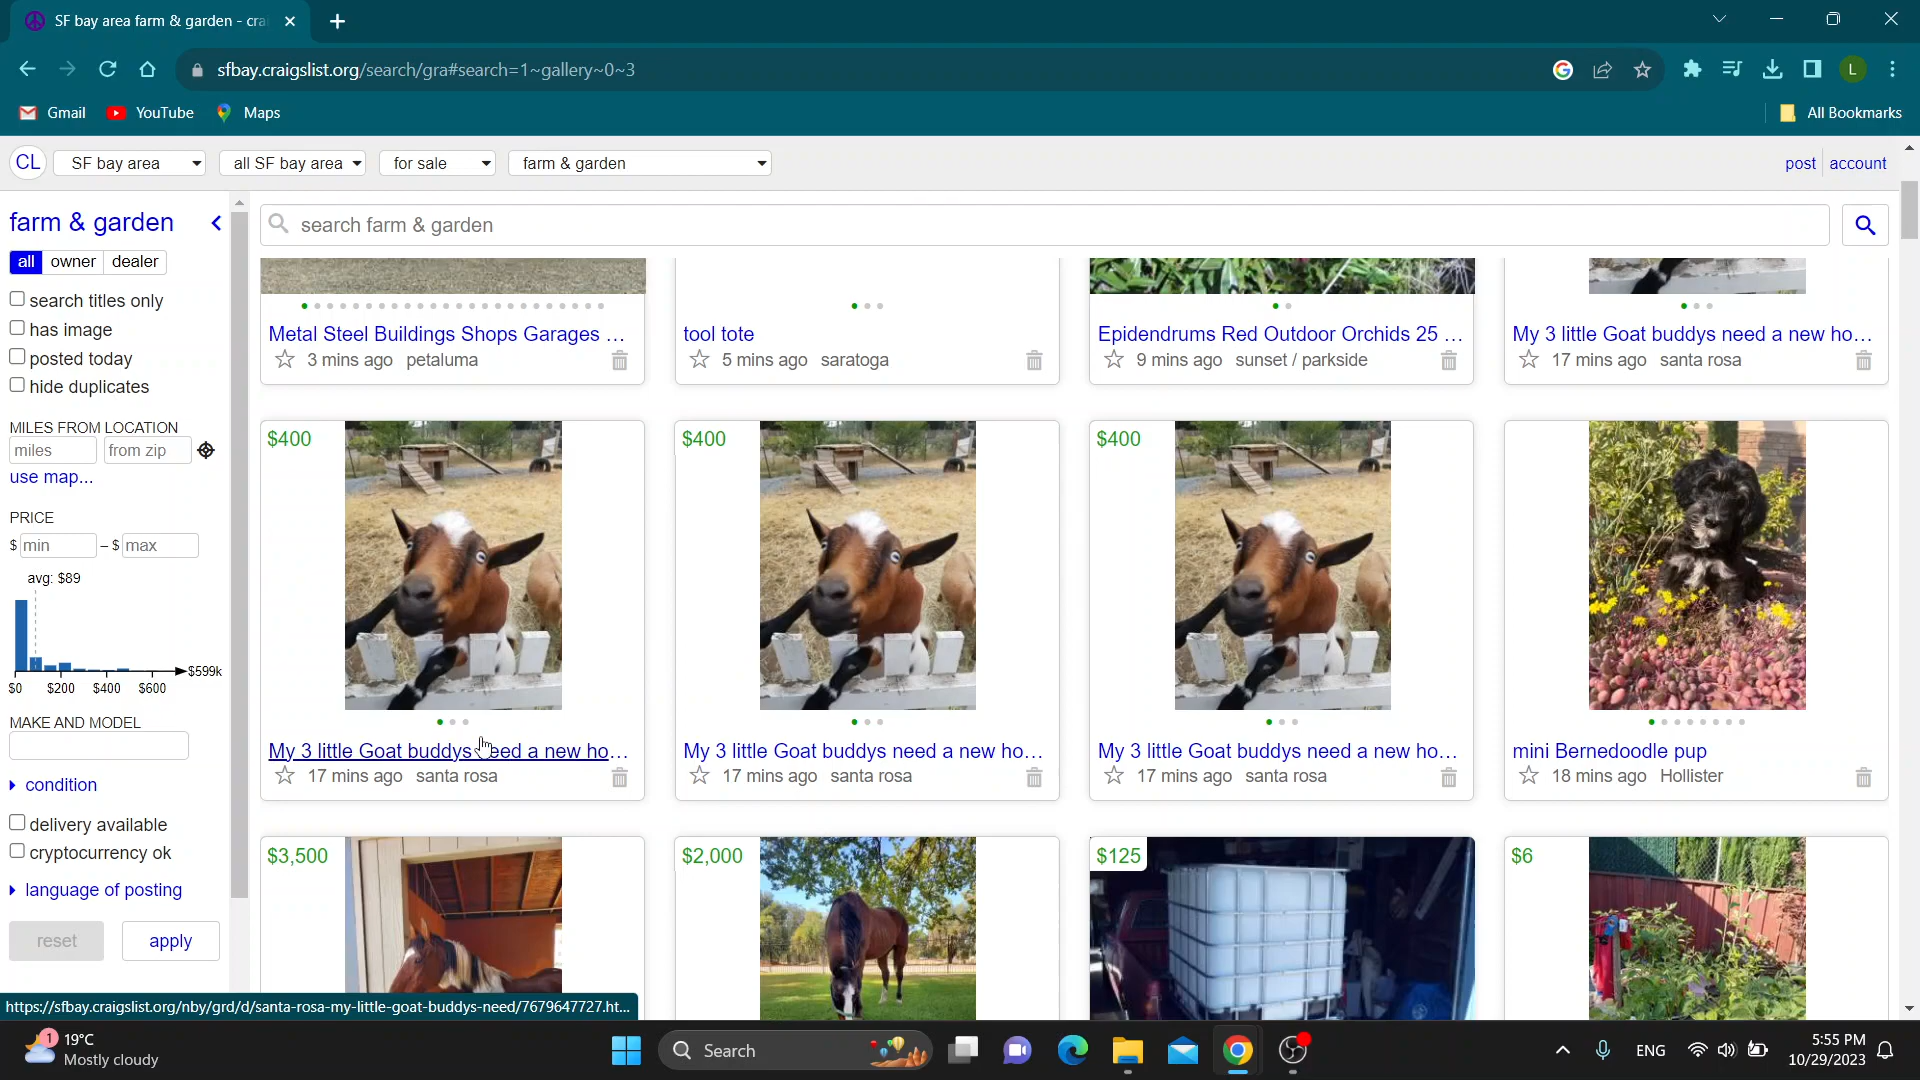 SF bay area farm & garden - cra
sfbay.craigslist.org/search/gra#search=1~gallery~0~3
L
Gmail YouTube Maps All Bookmarks
CL SF bay area all SF bay area for sale farm & garden post account
farm & garden
all owner dealer
search titles only
has image
posted today
hide duplicates
MILES FROM LOCATION
miles from zip
use map...
PRICE
$ min – $ max
avg: $89
$599k
$0 $200 $400 $600
MAKE AND MODEL
condition
delivery available
cryptocurrency ok
language of posting
reset apply
search farm & garden
Metal Steel Buildings Shops Garages ...
3 mins ago petaluma
tool tote
5 mins ago saratoga
Epidendrums Red Outdoor Orchids 25 ...
9 mins ago sunset / parkside
My 3 little Goat buddys need a new ho...
17 mins ago santa rosa
$400
My 3 little Goat buddys need a new ho...
17 mins ago santa rosa
$400
My 3 little Goat buddys need a new ho...
17 mins ago santa rosa
$400
My 3 little Goat buddys need a new ho...
17 mins ago santa rosa
mini Bernedoodle pup
18 mins ago Hollister
$3,500
$2,000
$125
$6
https://sfbay.craigslist.org/nby/grd/d/santa-rosa-my-little-goat-buddys-need/7679647727.ht...
1
19°C
Mostly cloudy
Search
ENG
5:55 PM
10/29/2023